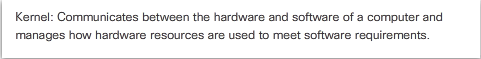 Kernel: Communicates between the hardware and software of a computer and
manages how hardware resources are used to meet software requirements.